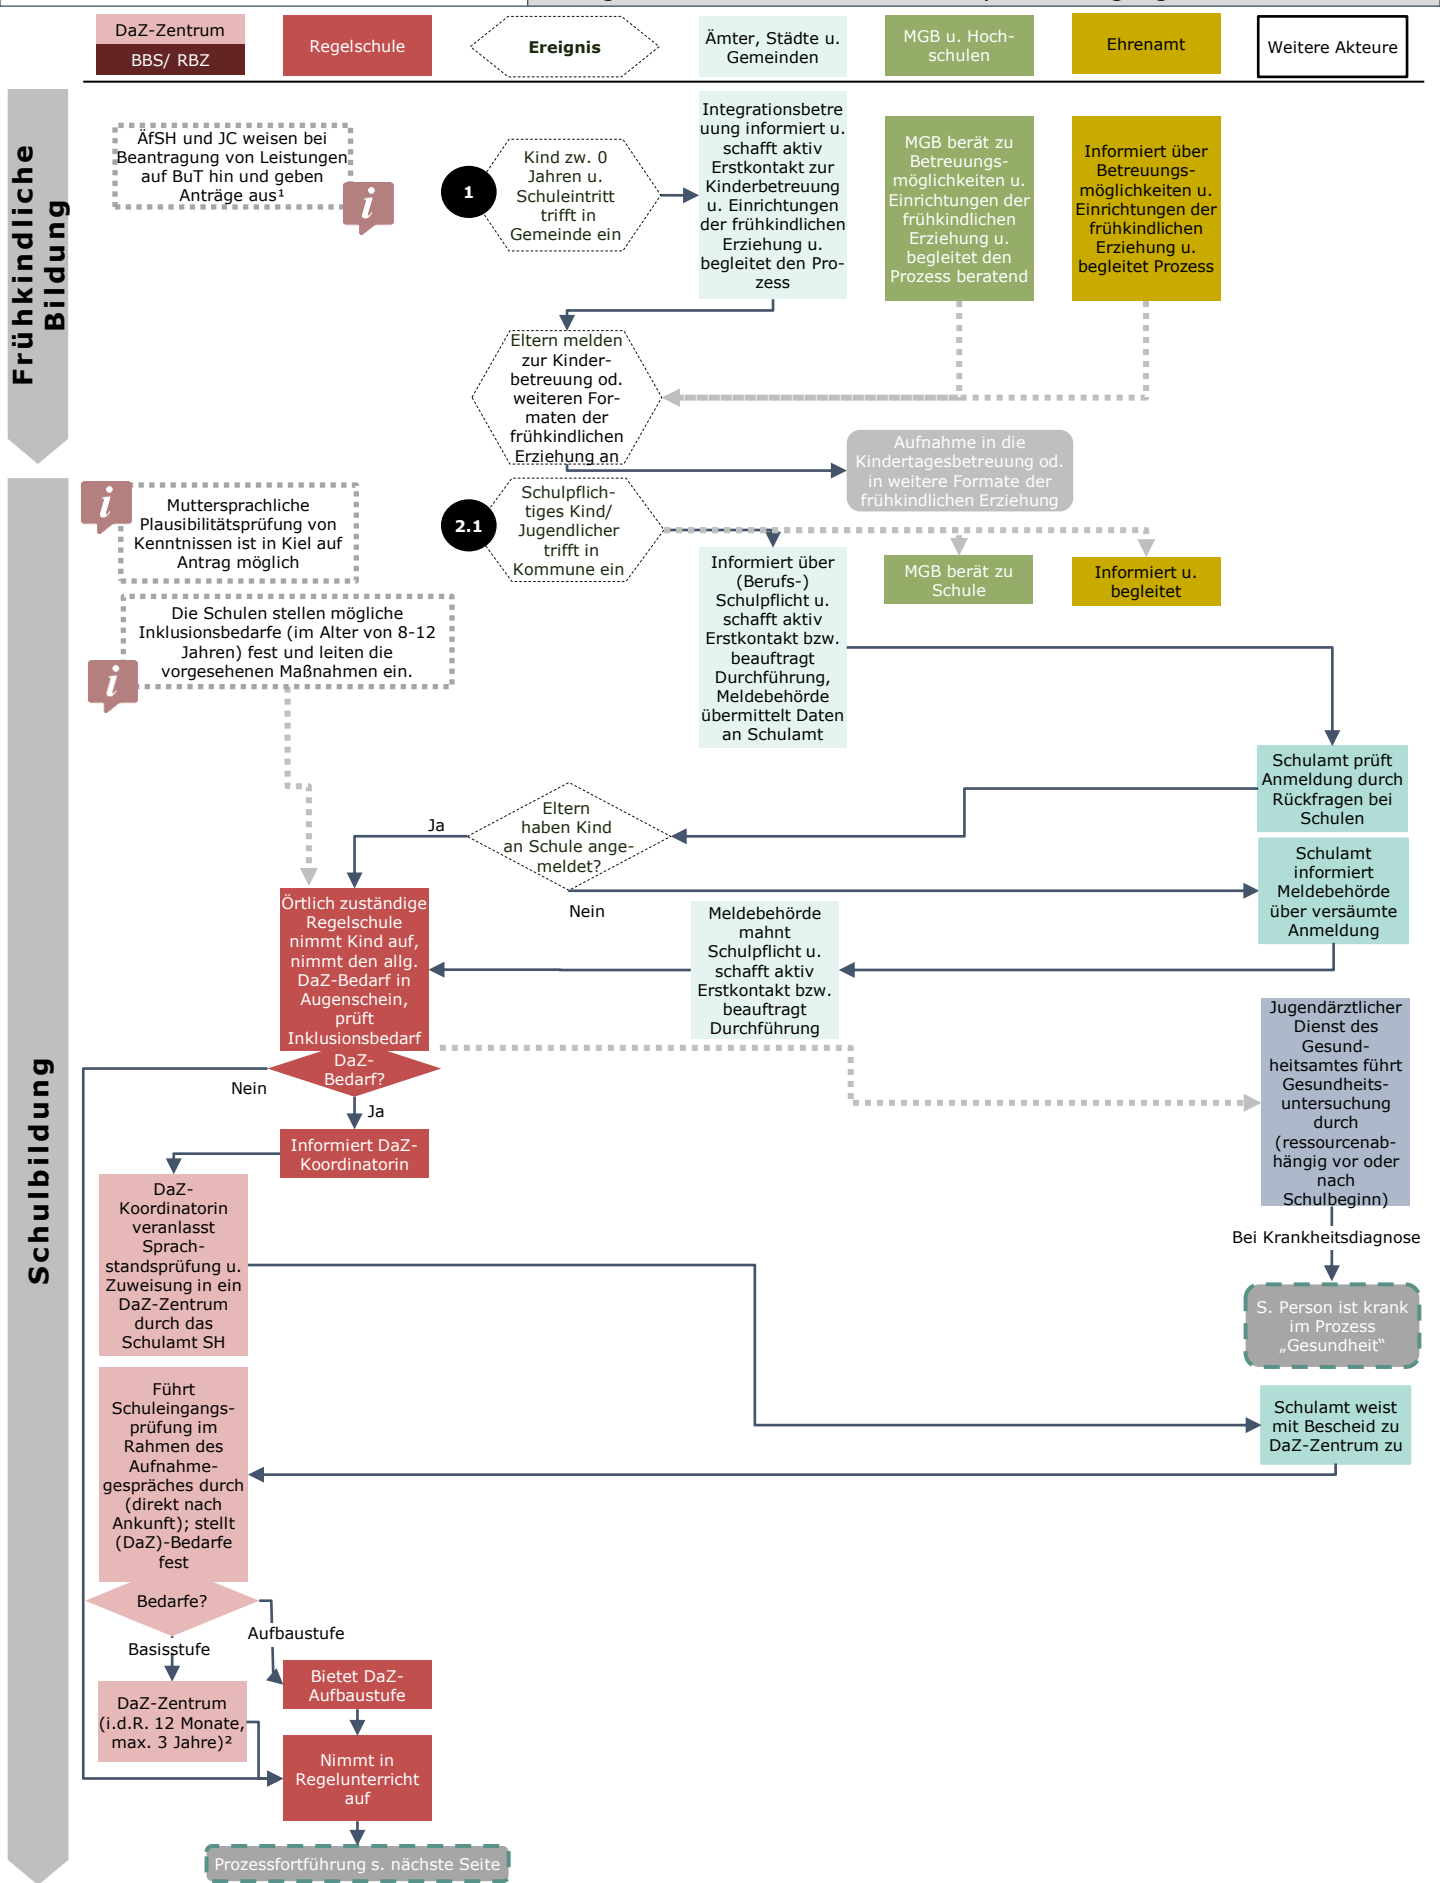 DaZ-Zentrum
BBS/ RBZ
Regelschule
Ereignis
Ämter, Städte u.
Gemeinden
MGB u. Hoch-
schulen
Ehrenamt
Weitere Akteure
Frühkindliche
Bildung
ÄfSH und JC weisen bei
Beantragung von Leistungen
auf BuT hin und geben
Anträge aus¹
i
1
Kind zw. 0
Jahren u.
Schuleintritt
trifft in
Gemeinde ein
Integrationsbetre
uung informiert u.
schafft aktiv
Erstkontakt zur
Kinderbetreuung
u. Einrichtungen
der frühkindlichen
Erziehung u.
begleitet den Pro-
zess
MGB berät zu
Betreuungs-
möglichkeiten u.
Einrichtungen der
frühkindlichen
Erziehung u.
begleitet den
Prozess beratend
Informiert über
Betreuungs-
möglichkeiten u.
Einrichtungen der
frühkindlichen
Erziehung u.
begleitet Prozess
Eltern melden
zur Kinder-
betreuung od.
weiteren For-
maten der
frühkindlichen
Erziehung an
Aufnahme in die
Kindertagesbetreuung od.
in weitere Formate der
frühkindlichen Erziehung
Schulbildung
i
Muttersprachliche
Plausibilitätsprüfung von
Kenntnissen ist in Kiel auf
Antrag möglich
2.1
Schulpflich-
tiges Kind/
Jugendlicher
trifft in
Kommune ein
Informiert über
(Berufs-)
Schulpflicht u.
schafft aktiv
Erstkontakt bzw.
beauftragt
Durchführung,
Meldebehörde
übermittelt Daten
an Schulamt
MGB berät zu
Schule
Informiert u.
begleitet
Die Schulen stellen mögliche
Inklusionsbedarfe (im Alter von 8-12
Jahren) fest und leiten die
vorgesehenen Maßnahmen ein.
i
Schulamt prüft
Anmeldung durch
Rückfragen bei
Schulen
Eltern
haben Kind
an Schule ange-
meldet?
Ja
Nein
Schulamt
informiert
Meldebehörde
über versäumte
Anmeldung
Örtlich zuständige
Regelschule
nimmt Kind auf,
nimmt den allg.
DaZ-Bedarf in
Augenschein,
prüft
Inklusionsbedarf
Meldebehörde
mahnt
Schulpflicht u.
schafft aktiv
Erstkontakt bzw.
beauftragt
Durchführung
Jugendärztlicher
Dienst des
Gesund-
heitsamtes führt
Gesundheits-
untersuchung
durch
(ressourcenab-
hängig vor oder
nach
Schulbeginn)
DaZ-
Bedarf?
Nein
Ja
Informiert DaZ-
Koordinatorin
DaZ-
Koordinatorin
veranlasst
Sprach-
standsprüfung u.
Zuweisung in ein
DaZ-Zentrum
durch das
Schulamt SH
Bei Krankheitsdiagnose
S. Person ist krank
im Prozess
„Gesundheit“
Führt
Schuleingangs-
prüfung im
Rahmen des
Aufnahme-
gespräches durch
(direkt nach
Ankunft); stellt
(DaZ)-Bedarfe
fest
Schulamt weist
mit Bescheid zu
DaZ-Zentrum zu
Bedarfe?
Basisstufe
Aufbaustufe
Bietet DaZ-
Aufbaustufe
DaZ-Zentrum
(i.d.R. 12 Monate,
max. 3 Jahre)²
Nimmt in
Regelunterricht
auf
Prozessfortführung s. nächste Seite